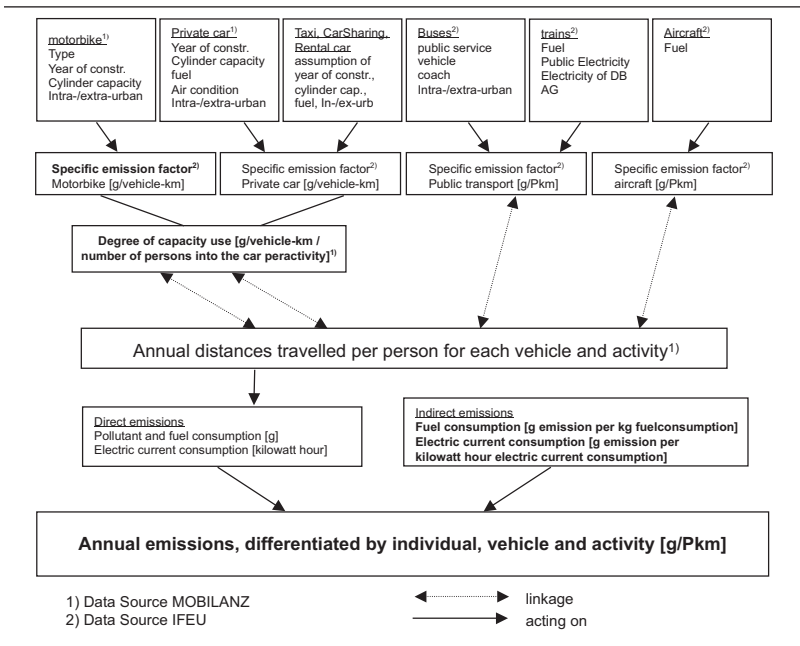 motorbike1)
Type
Year of constr.
Cylinder capacity
Intra-/extra-urban
Private car1)
Year of constr.
Cylinder capacity
fuel
Air condition
Intra-/extra-urban
Taxi, CarSharing,
Rental car
assumption of
year of constr.,
cylinder cap.,
fuel, In-/ex-urb
Buses2)
public service
vehicle
coach
Intra-/extra-urban
trains2)
Fuel
Public Electricity
Electricity of DB
AG
Aircraft2)
Fuel
Specific emission factor2)
Motorbike [g/vehicle-km]
Specific emission factor2)
Private car [g/vehicle-km]
Specific emission factor2)
Public transport [g/Pkm]
Specific emission factor2)
aircraft [g/Pkm]
Degree of capacity use [g/vehicle-km /
number of persons into the car peractivity]1)
Annual distances travelled per person for each vehicle and activity1)
Direct emissions
Pollutant and fuel consumption [g]
Electric current consumption [kilowatt hour]
Indirect emissions
Fuel consumption [g emission per kg fuelconsumption]
Electric current consumption [g emission per
kilowatt hour electric current consumption]
Annual emissions, differentiated by individual, vehicle and activity [g/Pkm]
1) Data Source MOBILANZ
2) Data Source IFEU
linkage
acting on